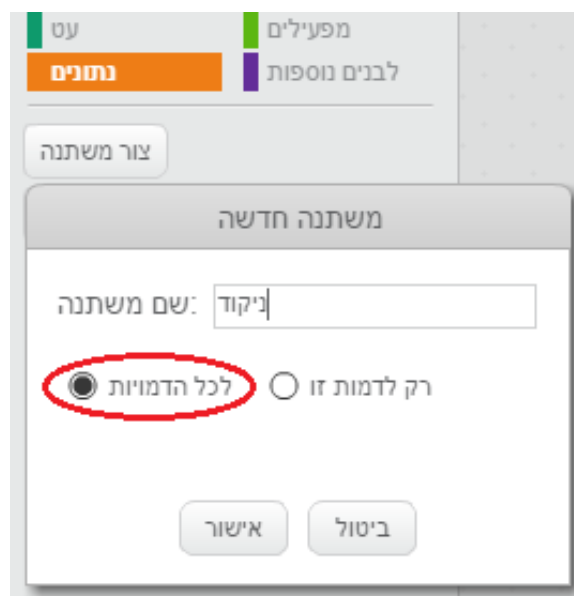 עט
מפעילים
נתונים
לבנים נוספות
צור משתנה
משתנה חדשה
שם משתנה: ניקוד
לכל הדמויות
רק לדמות זו
אישור
ביטול